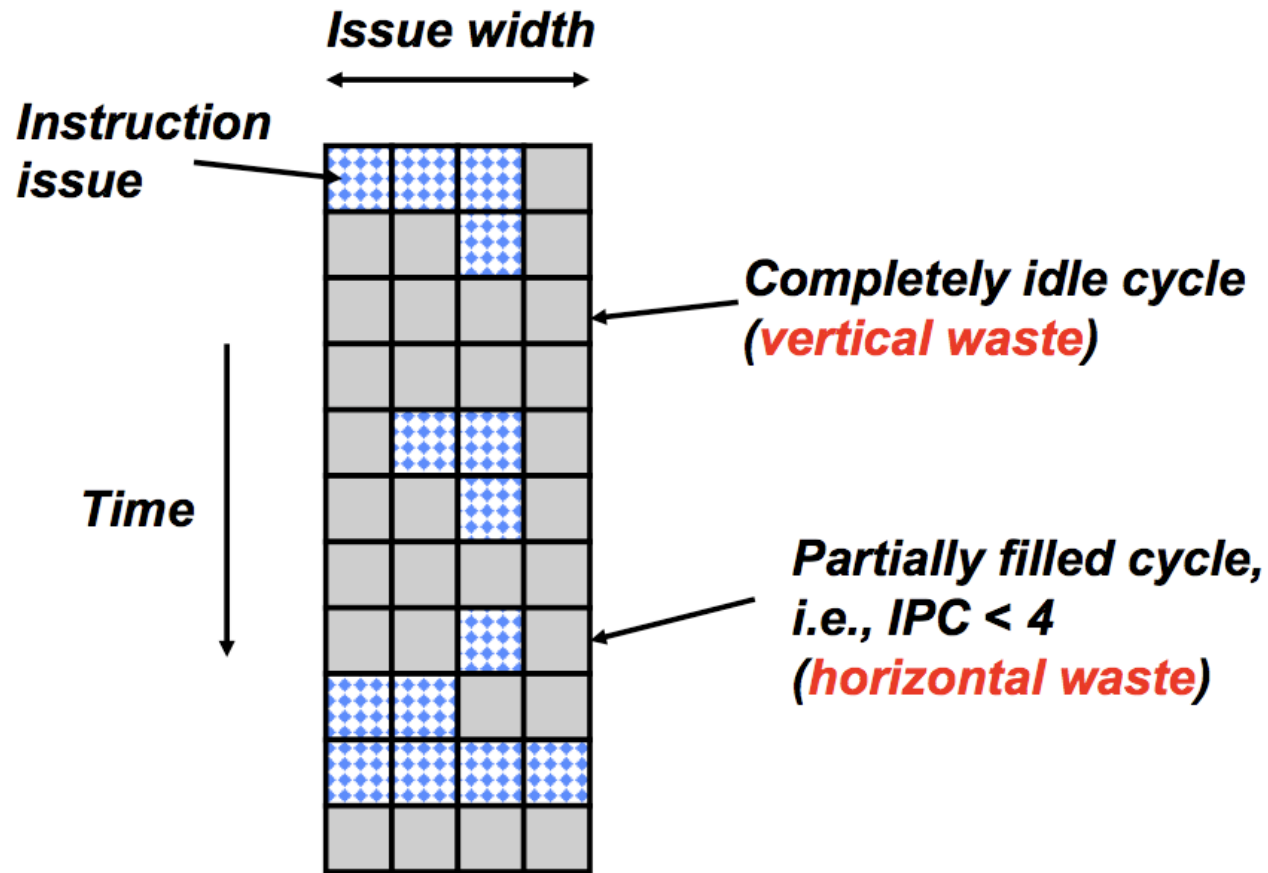 Issue width
Instruction
issue
Completely idle cycle
(vertical waste)
Time
Partially filled cycle,
i.e., IPC < 4
(horizontal waste)